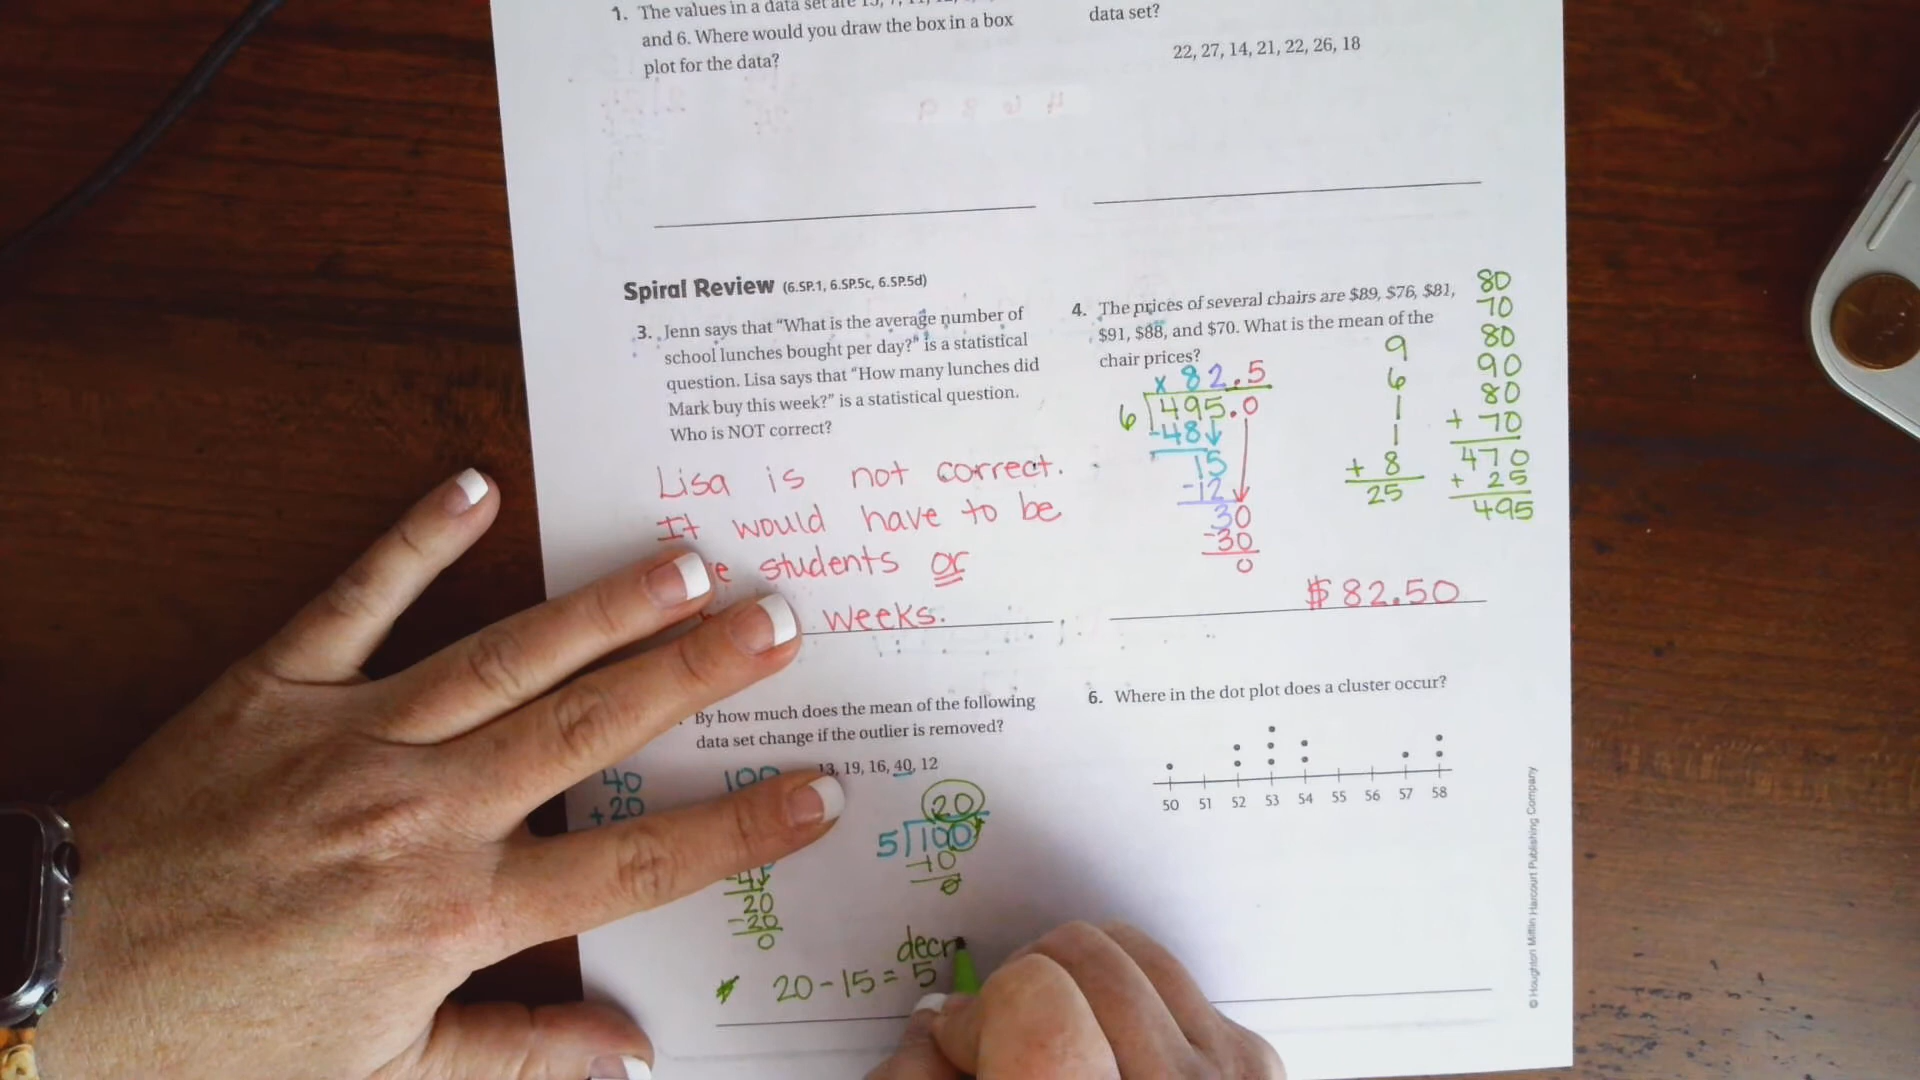 1. The values in a data set are 15, 7, 11, 12,
and 6. Where would you draw the box in a box
plot for the data?
data set?
22, 27, 14, 21, 22, 26, 18
Spiral Review (6.SP.1, 6.SP.5c, 6.SP.5d)
3. Jenn says that "What is the average number of
school lunches bought per day?" is a statistical
question. Lisa says that "How many lunches did
Mark buy this week?" is a statistical question.
Who is NOT correct?
Lisa is not correct.
It would have to be
students or
weeks.
4. The prices of several chairs are $89, $76, $81,
$91, $88, and $70. What is the mean of the
chair prices?
x 82.5
6 495.0
-48
15
-12
30
-30
0
9
6
1
1
+ 8
25
80
70
80
90
80
+ 70
470
+ 25
495
$82.50
By how much does the mean of the following
data set change if the outlier is removed?
13, 19, 16, 40, 12
40
+20
100
20
-20
0
20
5 100
-10
0
decr
20-15=5
6. Where in the dot plot does a cluster occur?
50 51 52 53 54 55 56 57 58
© Houghton Mifflin Harcourt Publishing Company